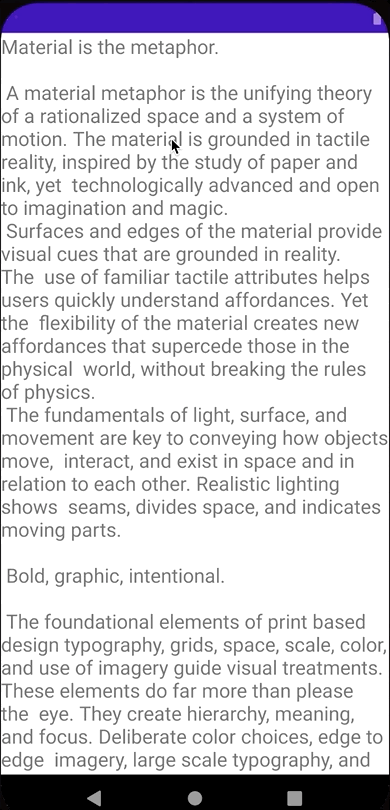 Material is the metaphor.
A material metaphor is the unifying theory
of a rationalized space and a system of
motion. The material is grounded in tactile
reality, inspired by the study of paper and
ink, yet  technologically advanced and open
to imagination and magic.
Surfaces and edges of the material provide
visual cues that are grounded in reality.
The  use of familiar tactile attributes helps
users quickly understand affordances. Yet
the  flexibility of the material creates new
affordances that supercede those in the
physical  world, without breaking the rules
of physics.
The fundamentals of light, surface, and
movement are key to conveying how objects
move,  interact, and exist in space and in
relation to each other. Realistic lighting
shows  seams, divides space, and indicates
moving parts.
Bold, graphic, intentional.
The foundational elements of print based
design typography, grids, space, scale, color,
and use of imagery guide visual treatments.
These elements do far more than please
the  eye. They create hierarchy, meaning,
and focus. Deliberate color choices, edge to
edge  imagery, large scale typography, and